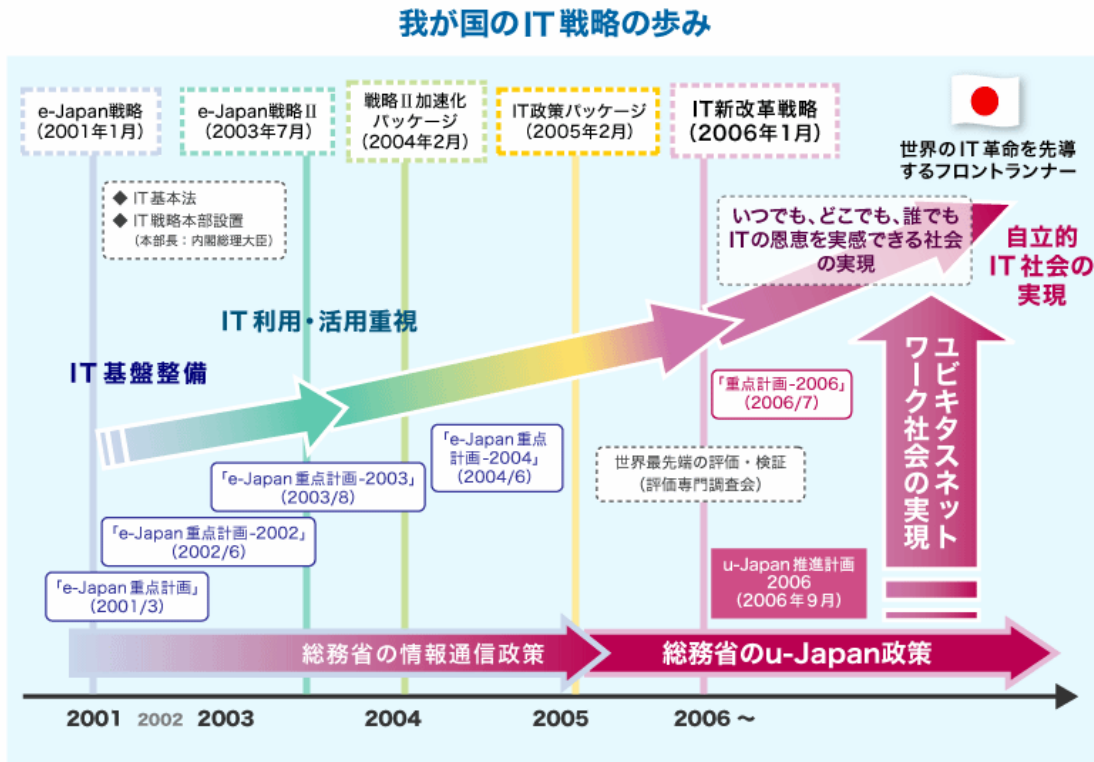 我が国のIT戦略の歩み
e-Japan戦略
(2001年1月)
e-Japan戦略Ⅱ
(2003年7月)
戦略Ⅱ加速化
パッケージ
(2004年2月)
IT政策パッケージ
(2005年2月)
IT新改革戦略
(2006年1月)
世界のIT革命を先導
するフロントランナー
◆ IT基本法
◆ IT戦略本部設置
(本部長:内閣総理大臣)
いつでも、どこでも、誰でも
ITの恩恵を実感できる社会
の実現
自立的
IT社会の
実現
IT利用・活用重視
IT基盤整備
ユビキタスネット
ワーク社会の実現
「重点計画-2006」
(2006/7)
「e-Japan重点
計画-2004」
(2004/6)
世界最先端の評価・検証
(評価専門調査会)
「e-Japan重点計画-2003」
(2003/8)
「e-Japan重点計画-2002」
(2002/6)
「e-Japan重点計画」
(2001/3)
u-Japan推進計画
2006
(2006年9月)
総務省の情報通信政策
総務省のu-Japan政策
2001 2002 2003 2004 2005 2006~